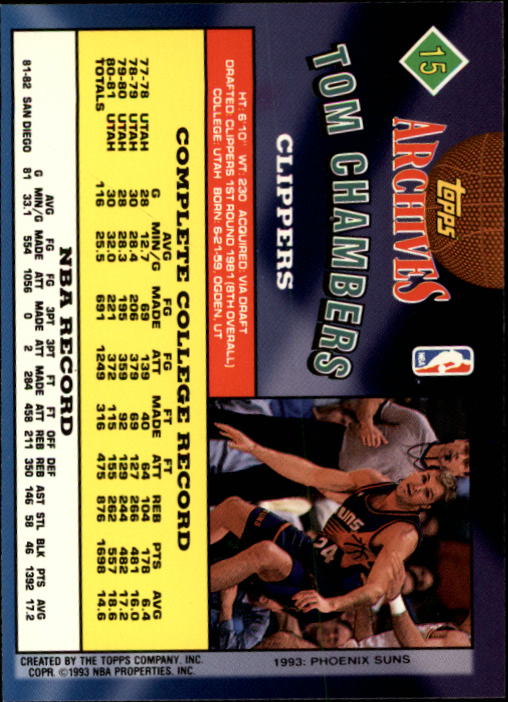 15
topps
ARCHIVES
NBA
TOM CHAMBERS
CLIPPERS
HT: 6'10" WT: 230 ACQUIRED: VIA DRAFT
DRAFTED: CLIPPERS 1ST ROUND 1981 (8TH OVERALL)
COLLEGE: UTAH BORN: 6-21-59, OGDEN, UT
SUNS
24
1993: PHOENIX SUNS
COMPLETE COLLEGE RECORD
AVG FG FG FT FT
G MIN/G MADE ATT MADE ATT REB PTS AVG
77-78 UTAH 28 12.7 69 139 40 64 104 178 6.4
78-79 UTAH 30 28.4 206 379 69 127 266 481 16.0
79-80 UTAH 28 28.3 195 359 92 129 244 482 17.2
80-81 UTAH 30 32.0 221 372 115 155 262 557 18.6
TOTALS 116 25.5 691 1249 316 475 876 1698 14.6
NBA RECORD
AVG FG FG 3PT 3PT FT FT OFF DEF
G MIN/G MADE ATT MADE ATT MADE ATT REB REB AST STL BLK PTS AVG
81-82 SAN DIEGO 81 33.1 554 1056 0 2 284 458 211 350 146 58 46 1392 17.2
CREATED BY THE TOPPS COMPANY, INC.
COPR. ©1993 NBA PROPERTIES, INC.